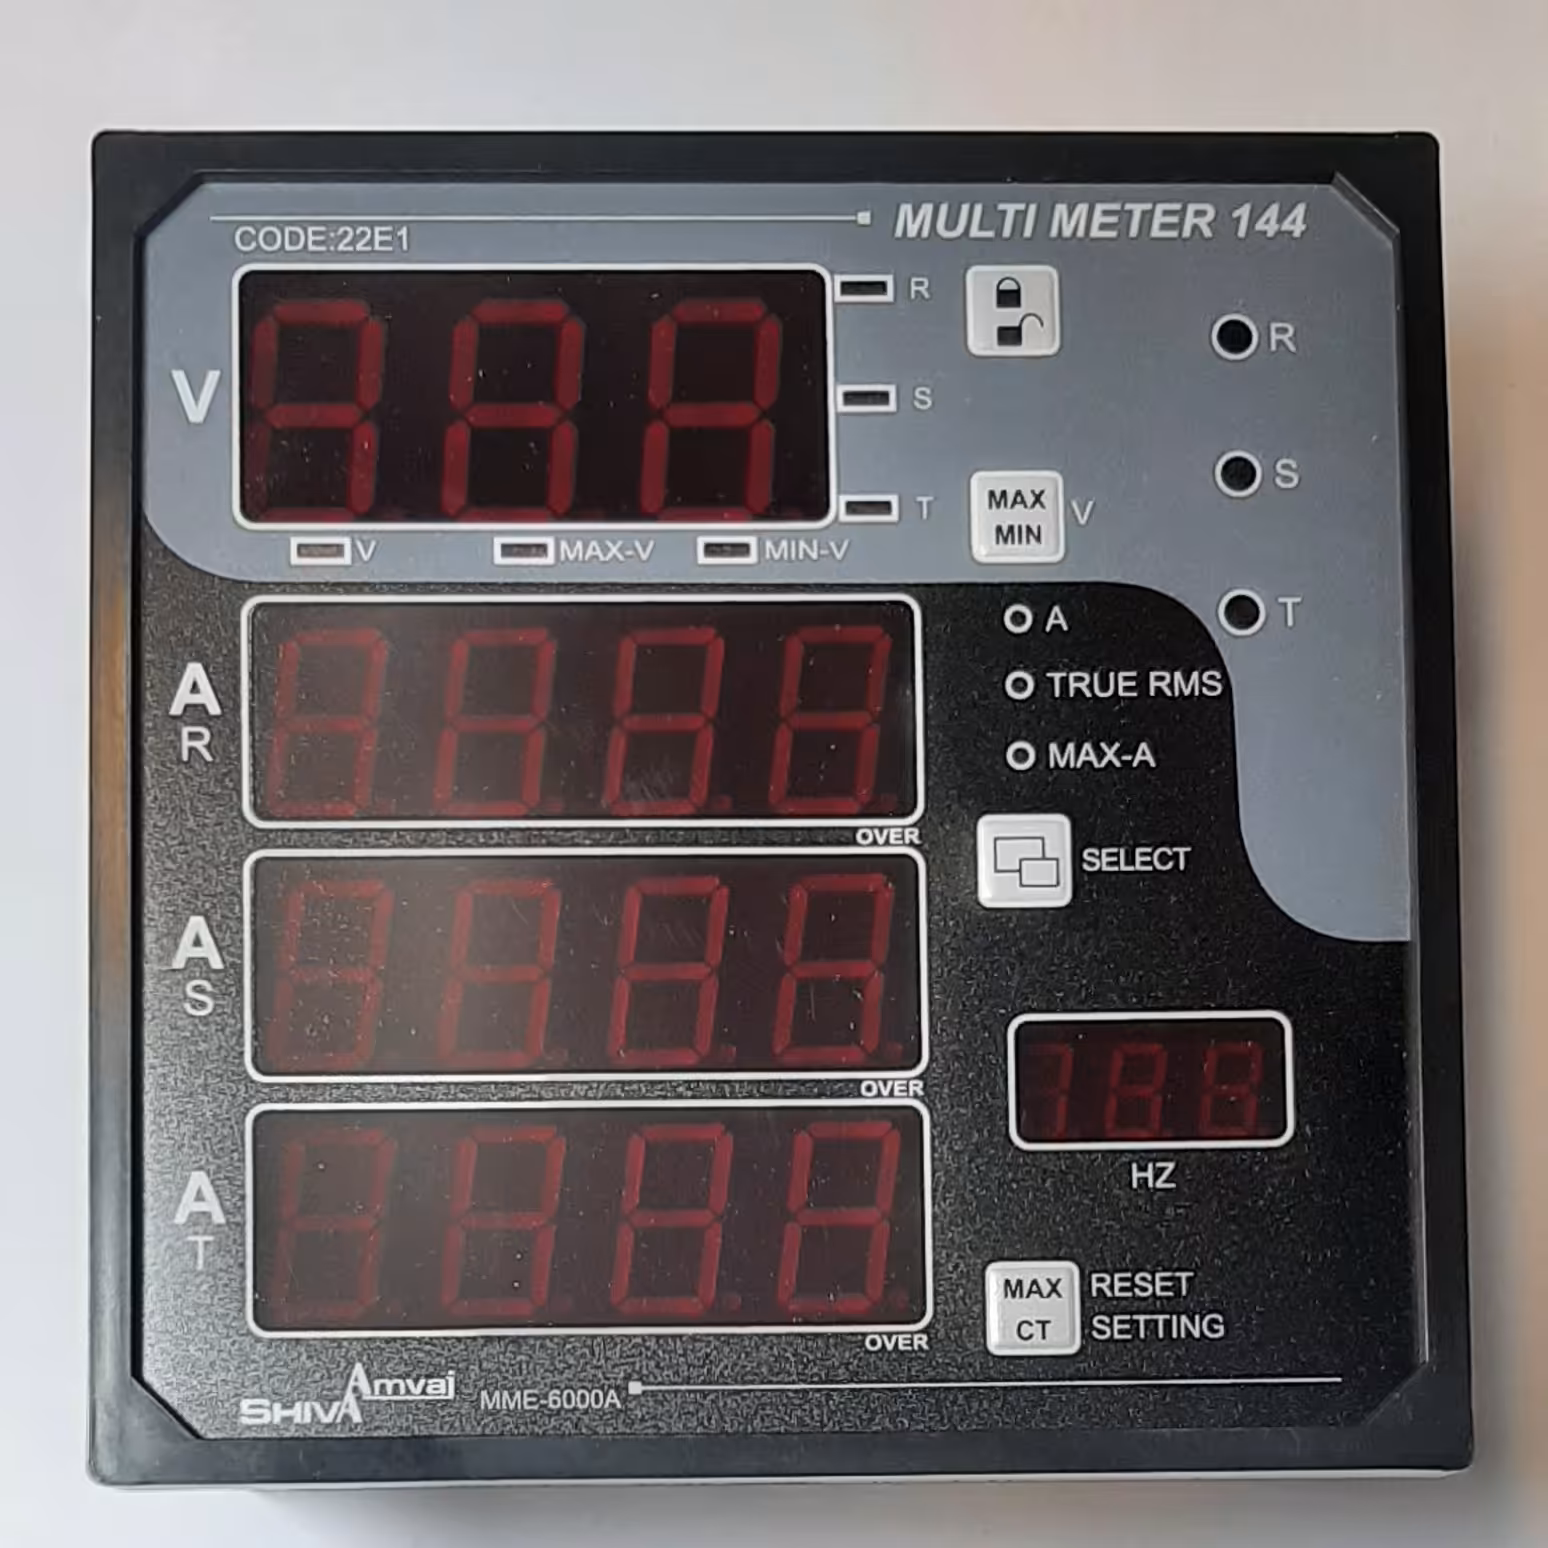 MULTI METER 144
CODE:22E1
V
R
S
T
V
MAX-V
MIN-V
MAX
MIN
V
R
S
T
A
R
OVER
A
TRUE RMS
MAX-A
SELECT
A
S
OVER
HZ
A
T
OVER
MAX
CT
RESET
SETTING
SHIVA Amvaj
MME-6000A